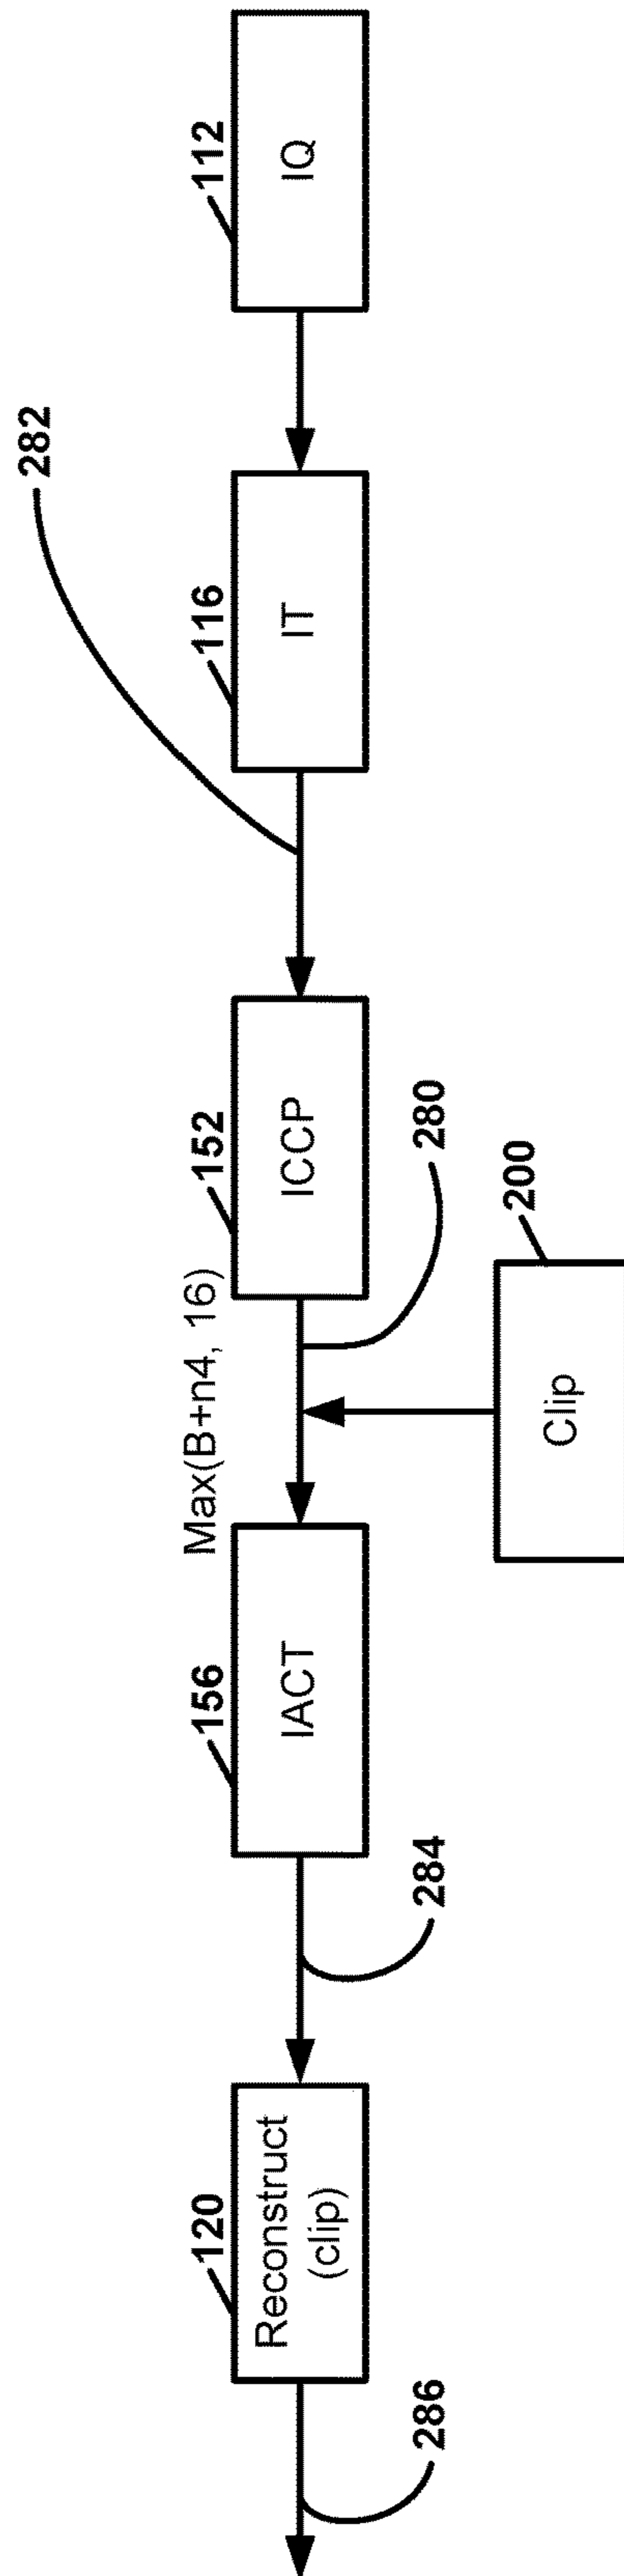 112
IQ
282
116
IT
152
ICCP
280
200
Max(B+n4, 16)
Clip
156
IACT
284
120
Reconstruct
(clip)
286